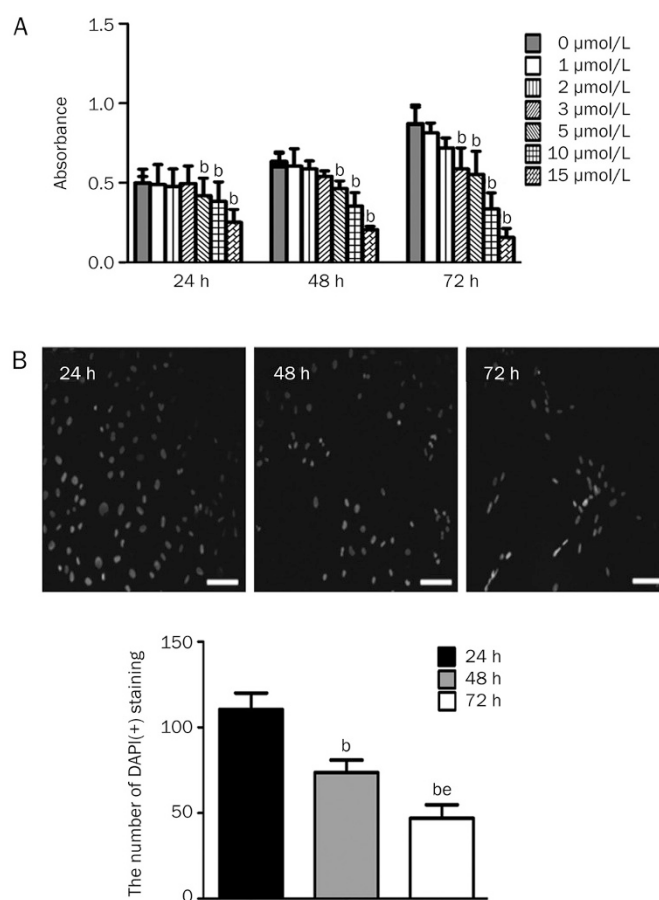 A
1.5
1.0
0.5
0.0
Absorbance
b b b
b b b
b b b b
24 h 48 h 72 h
0 μmol/L
1 μmol/L
2 μmol/L
3 μmol/L
5 μmol/L
10 μmol/L
15 μmol/L
B
24 h 48 h 72 h
The number of DAPI(+) staining
150
100
50
0
b
be
24 h
48 h
72 h